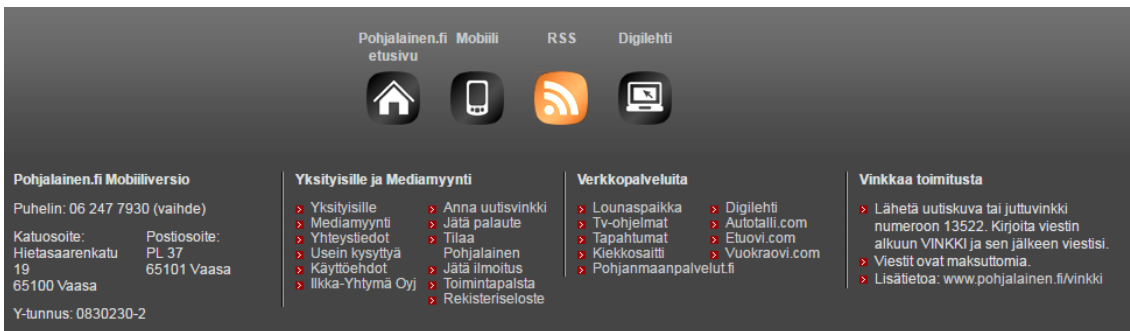 Pohjalainen.fi etusivu
Mobiili
RSS
Digilehti
Pohjalainen.fi Mobiiliversio
Puhelin: 06 247 7930 (vaihde)
Katuosoite:
Hietasaarenkatu
19
65100 Vaasa
Postiosoite:
PL 37
65101 Vaasa
Y-tunnus: 0830230-2
Yksityisille ja Mediamyynti
Yksityisille
Mediamyynti
Yhteystiedot
Usein kysyttyä
Käyttöehdot
Ilkka-Yhtymä Oyj
Anna uutisvinkki
Jätä palaute
Tilaa
Pohjalainen
Jätä ilmoitus
Toimintapalsta
Rekisteriseloste
Verkkopalveluita
Lounaspaikka
Tv-ohjelmat
Tapahtumat
Kiekkosaitti
Pohjanmaanpalvelut.fi
Digilehti
Autotalli.com
Etuovi.com
Vuokraovi.com
Vinkkaa toimitusta
Lähetä uutiskuva tai juttuvinkki
numeroon 13522. Kirjoita viestin
alkuun VINKKI ja sen jälkeen viestisi.
Viestit ovat maksuttomia.
Lisätietoa: www.pohjalainen.fi/vinkki